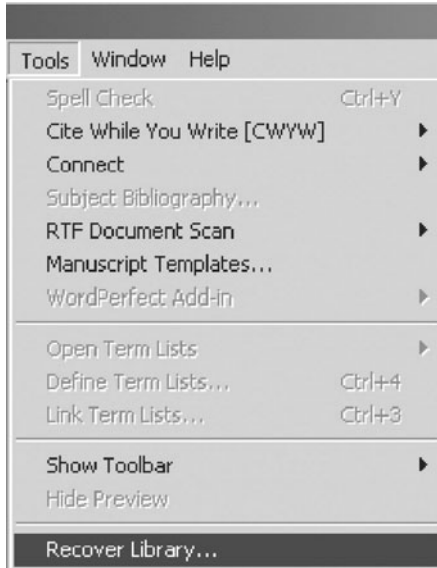 Tools Window Help
Spell Check Ctrl+Y
Cite While You Write [CWYW]
Connect
Subject Bibliography...
RTF Document Scan
Manuscript Templates...
WordPerfect Add-in
Open Term Lists
Define Term Lists... Ctrl+4
Link Term Lists... Ctrl+3
Show Toolbar
Hide Preview
Recover Library...